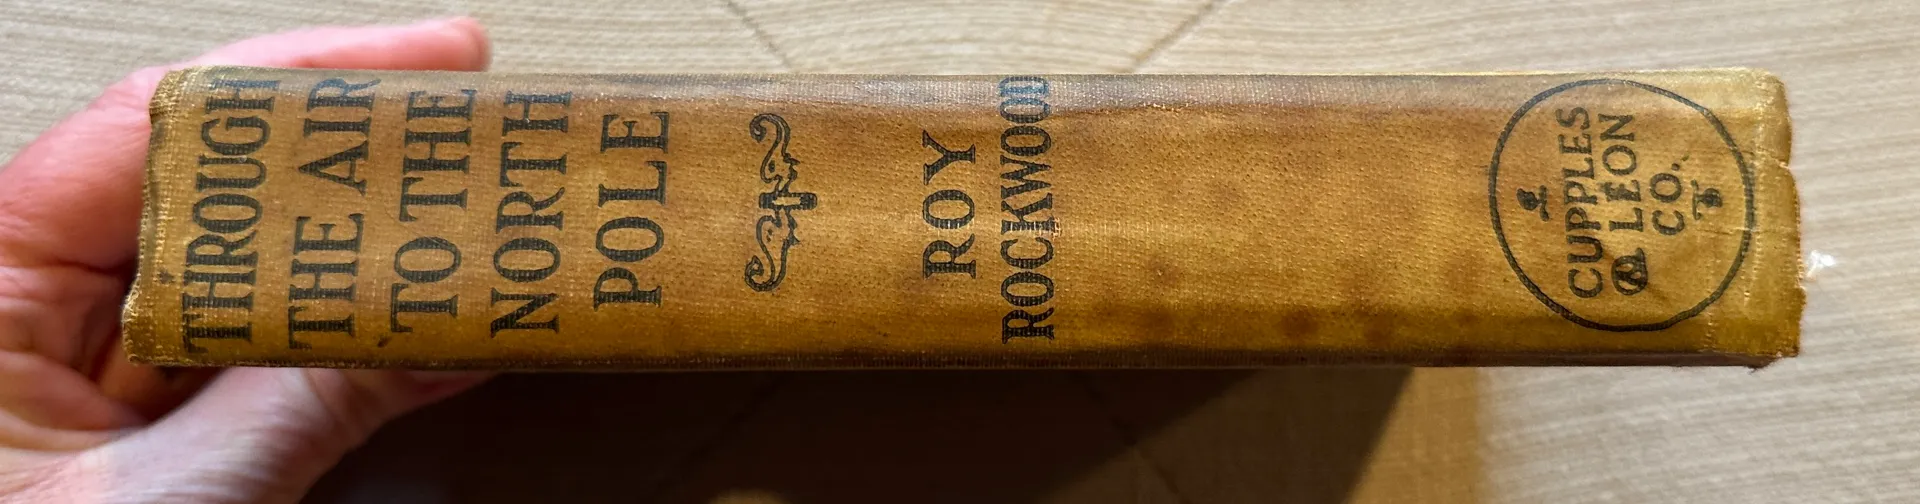 THROUGH
THE AIR
TO THE
NORTH
POLE
ROY
ROCKWOOD
CUPPLES
& LEON
CO.